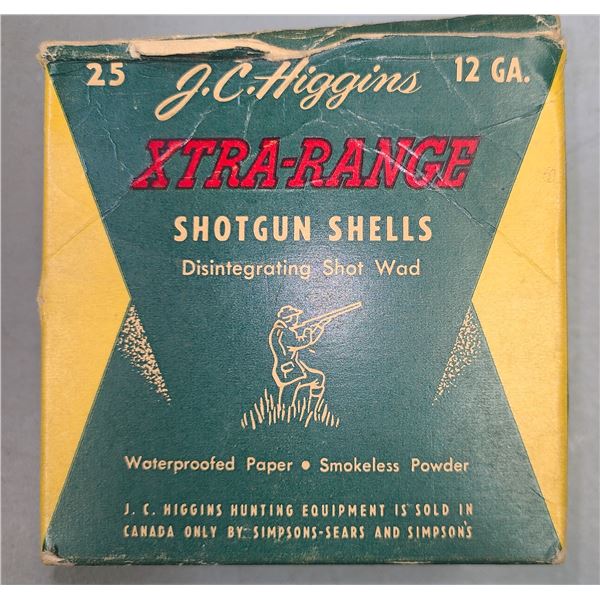 25 J.C. Higgins 12 GA.
XTRA-RANGE
SHOTGUN SHELLS
Disintegrating Shot Wad
Waterproofed Paper • Smokeless Powder
J. C. HIGGINS HUNTING EQUIPMENT IS SOLD IN
CANADA ONLY BY SIMPSONS-SEARS AND SIMPSON'S